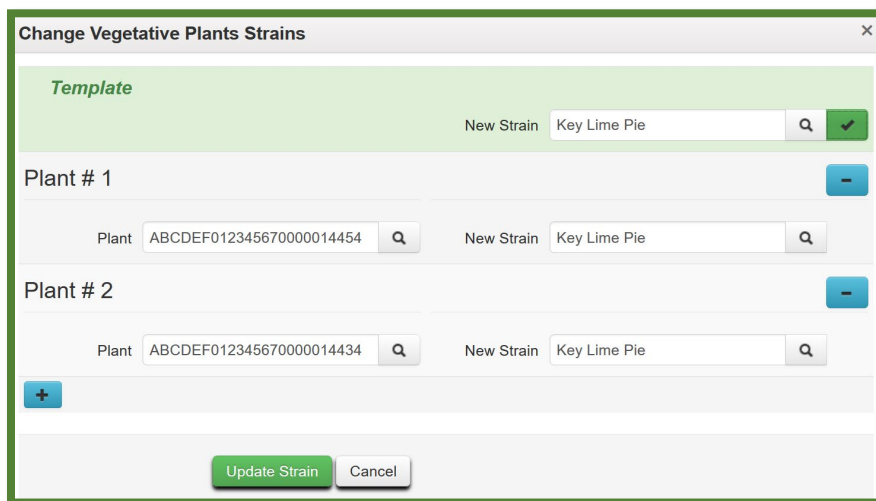 Change Vegetative Plants Strains
×
Template
New Strain Key Lime Pie
Plant # 1
Plant ABCDEF012345670000014454 New Strain Key Lime Pie
Plant # 2
Plant ABCDEF012345670000014434 New Strain Key Lime Pie
Update Strain Cancel